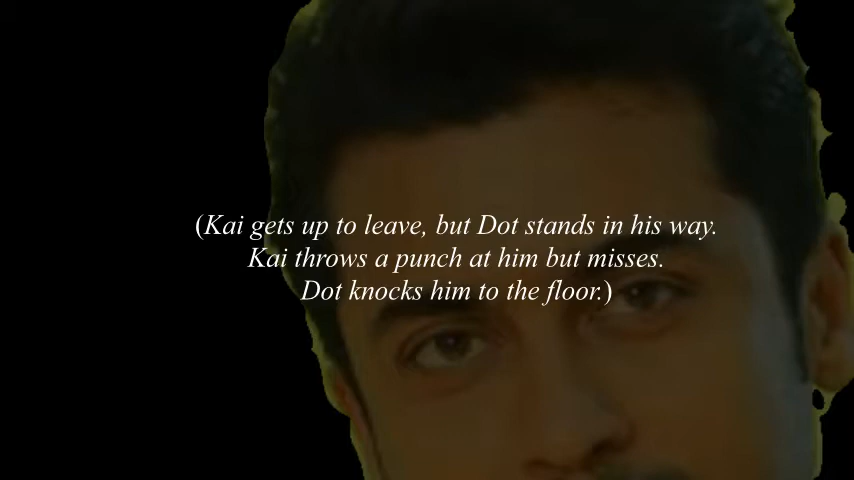 (Kai gets up to leave, but Dot stands in his way.
Kai throws a punch at him but misses.
Dot knocks him to the floor.)